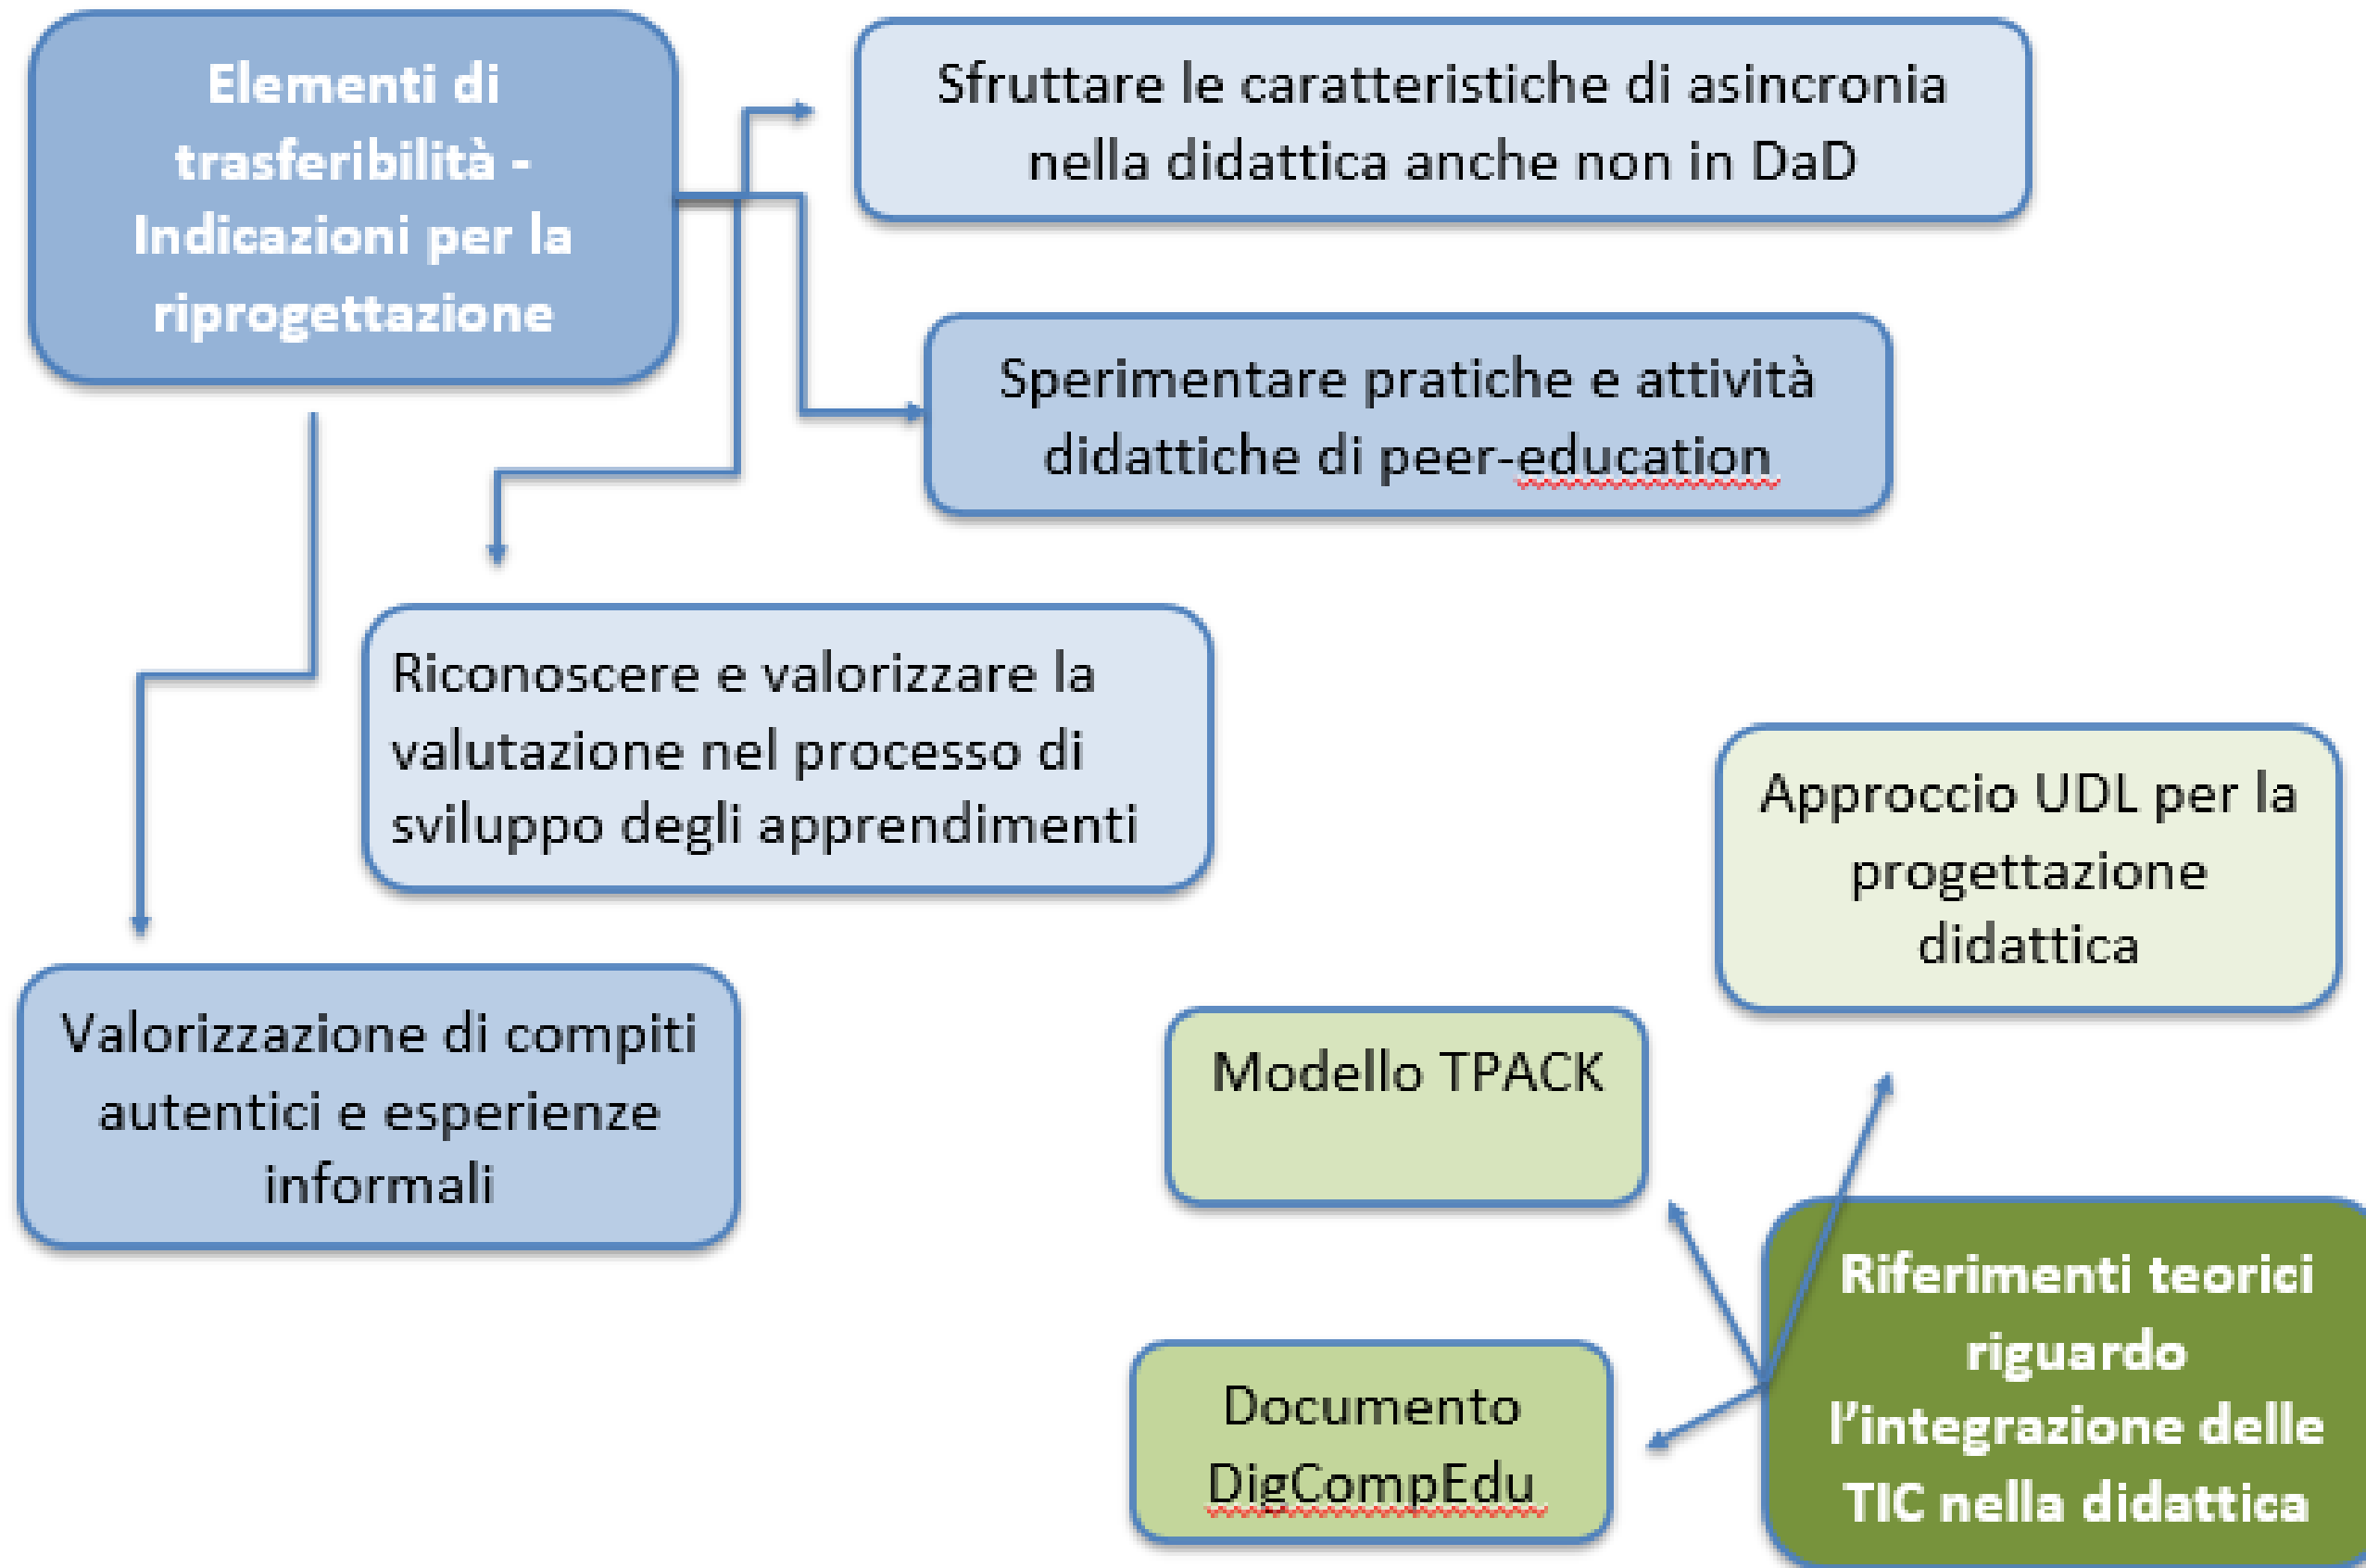 Elementi di
trasferibilità -
Indicazioni per la
riprogettazione
Sfruttare le caratteristiche di asincronia
nella didattica anche non in DaD
Sperimentare pratiche e attività
didattiche di peer-education
Riconoscere e valorizzare la
valutazione nel processo di
sviluppo degli apprendimenti
Valorizzazione di compiti
autentici e esperienze
informali
Approccio UDL per la
progettazione
didattica
Modello TPACK
Documento
DigCompEdu
Riferimenti teorici
riguardo
l’integrazione delle
TIC nella didattica